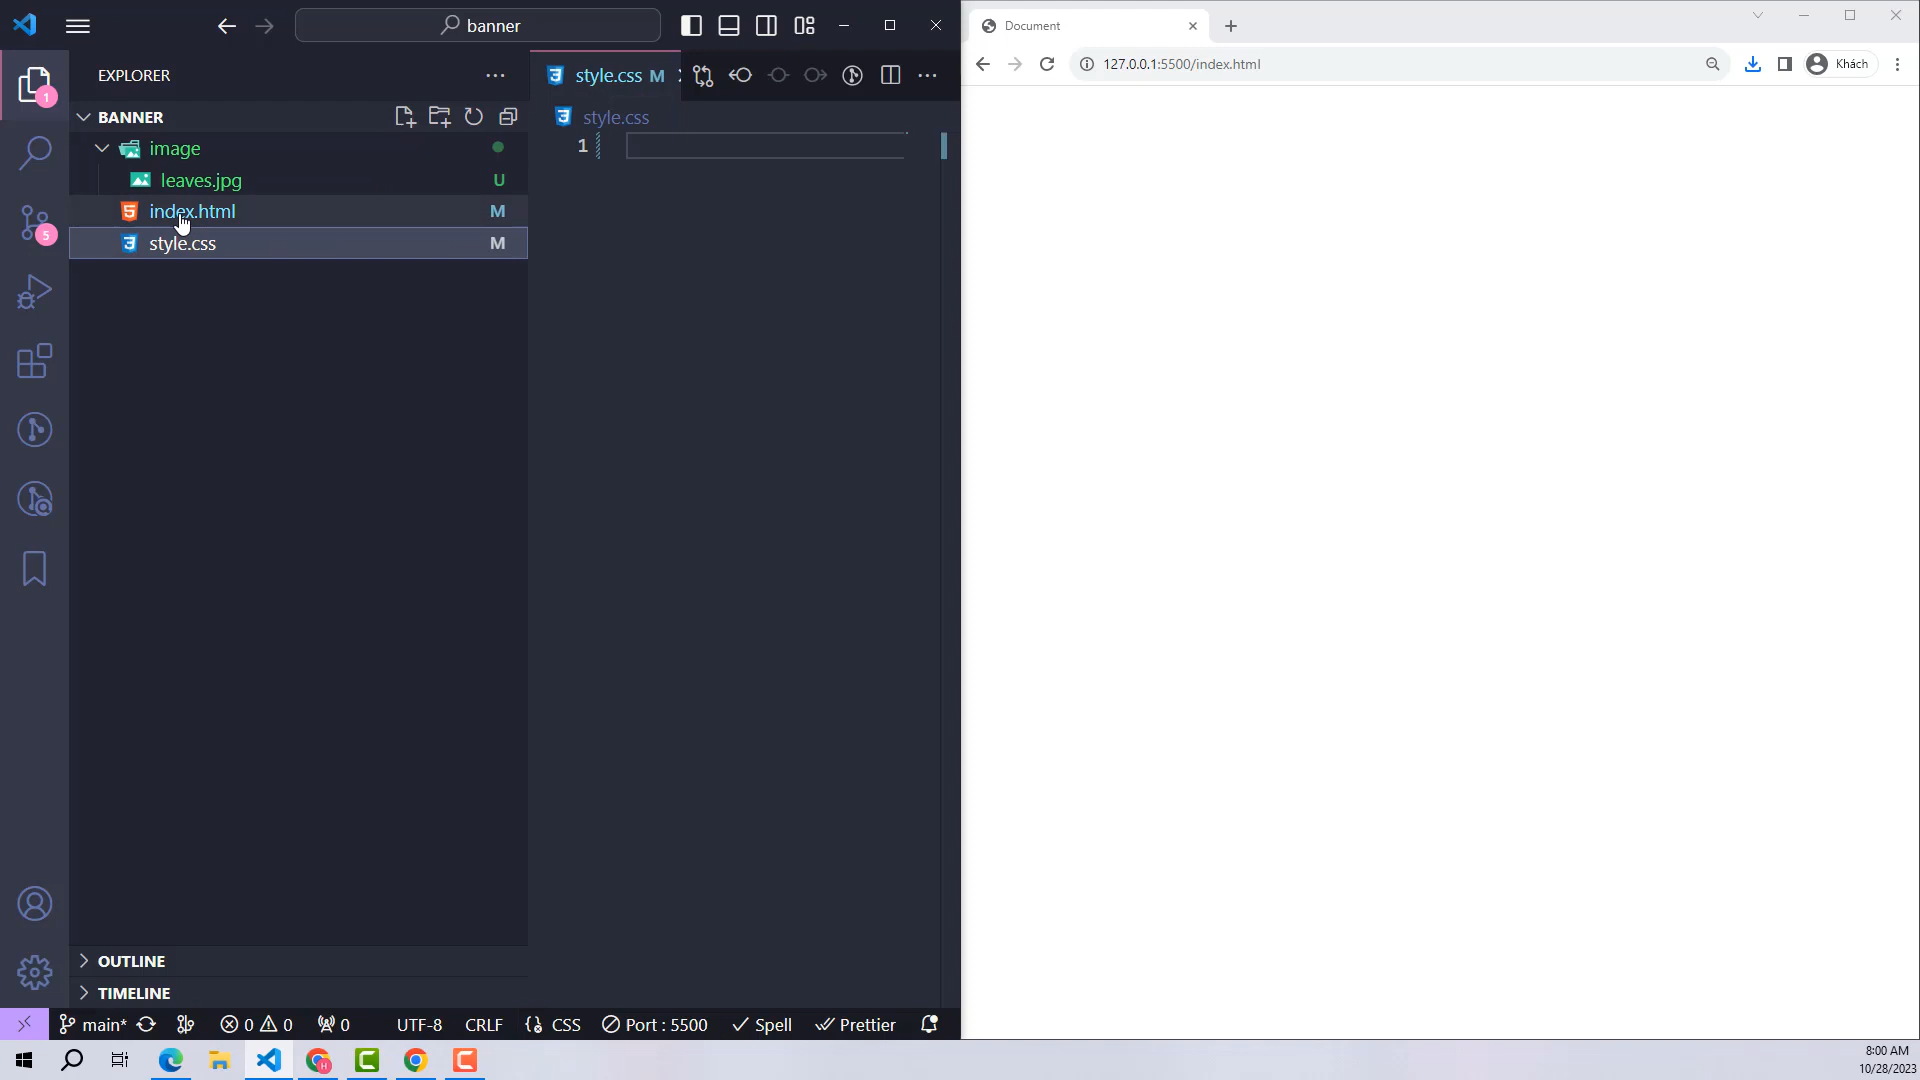 banner
Document
127.0.0.1:5500/index.html
Khách
EXPLORER
style.css M
BANNER
style.css
image
1
leaves.jpg U
index.html M
style.css M
1
5
OUTLINE
TIMELINE
main* 0 0 0 UTF-8 CRLF CSS Port : 5500 Spell Prettier
8:00 AM
10/28/2023